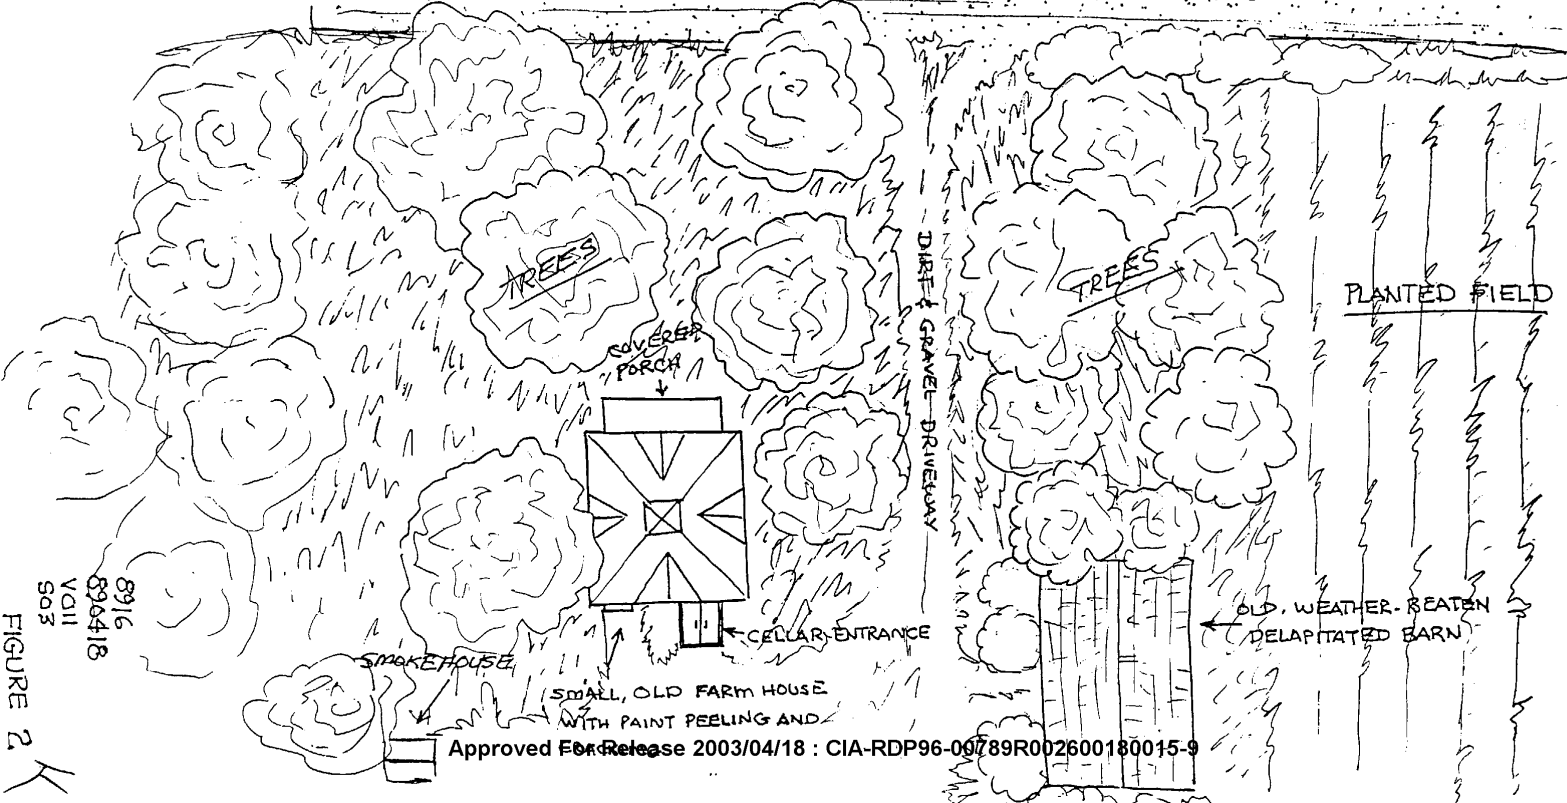 TREES
TREES
DIRT & GRAVEL DRIVEWAY
PLANTED FIELD
COVERED
PORCH
OLD, WEATHER-BEATEN
DELAPITATED BARN
CELLAR ENTRANCE
SMOKEHOUSE
SMALL, OLD FARM HOUSE
WITH PAINT PEELING AND
Approved For Release 2003/04/18 : CIA-RDP96-00789R002600180015-9
8916
890418
V011
S03
FIGURE 2
K